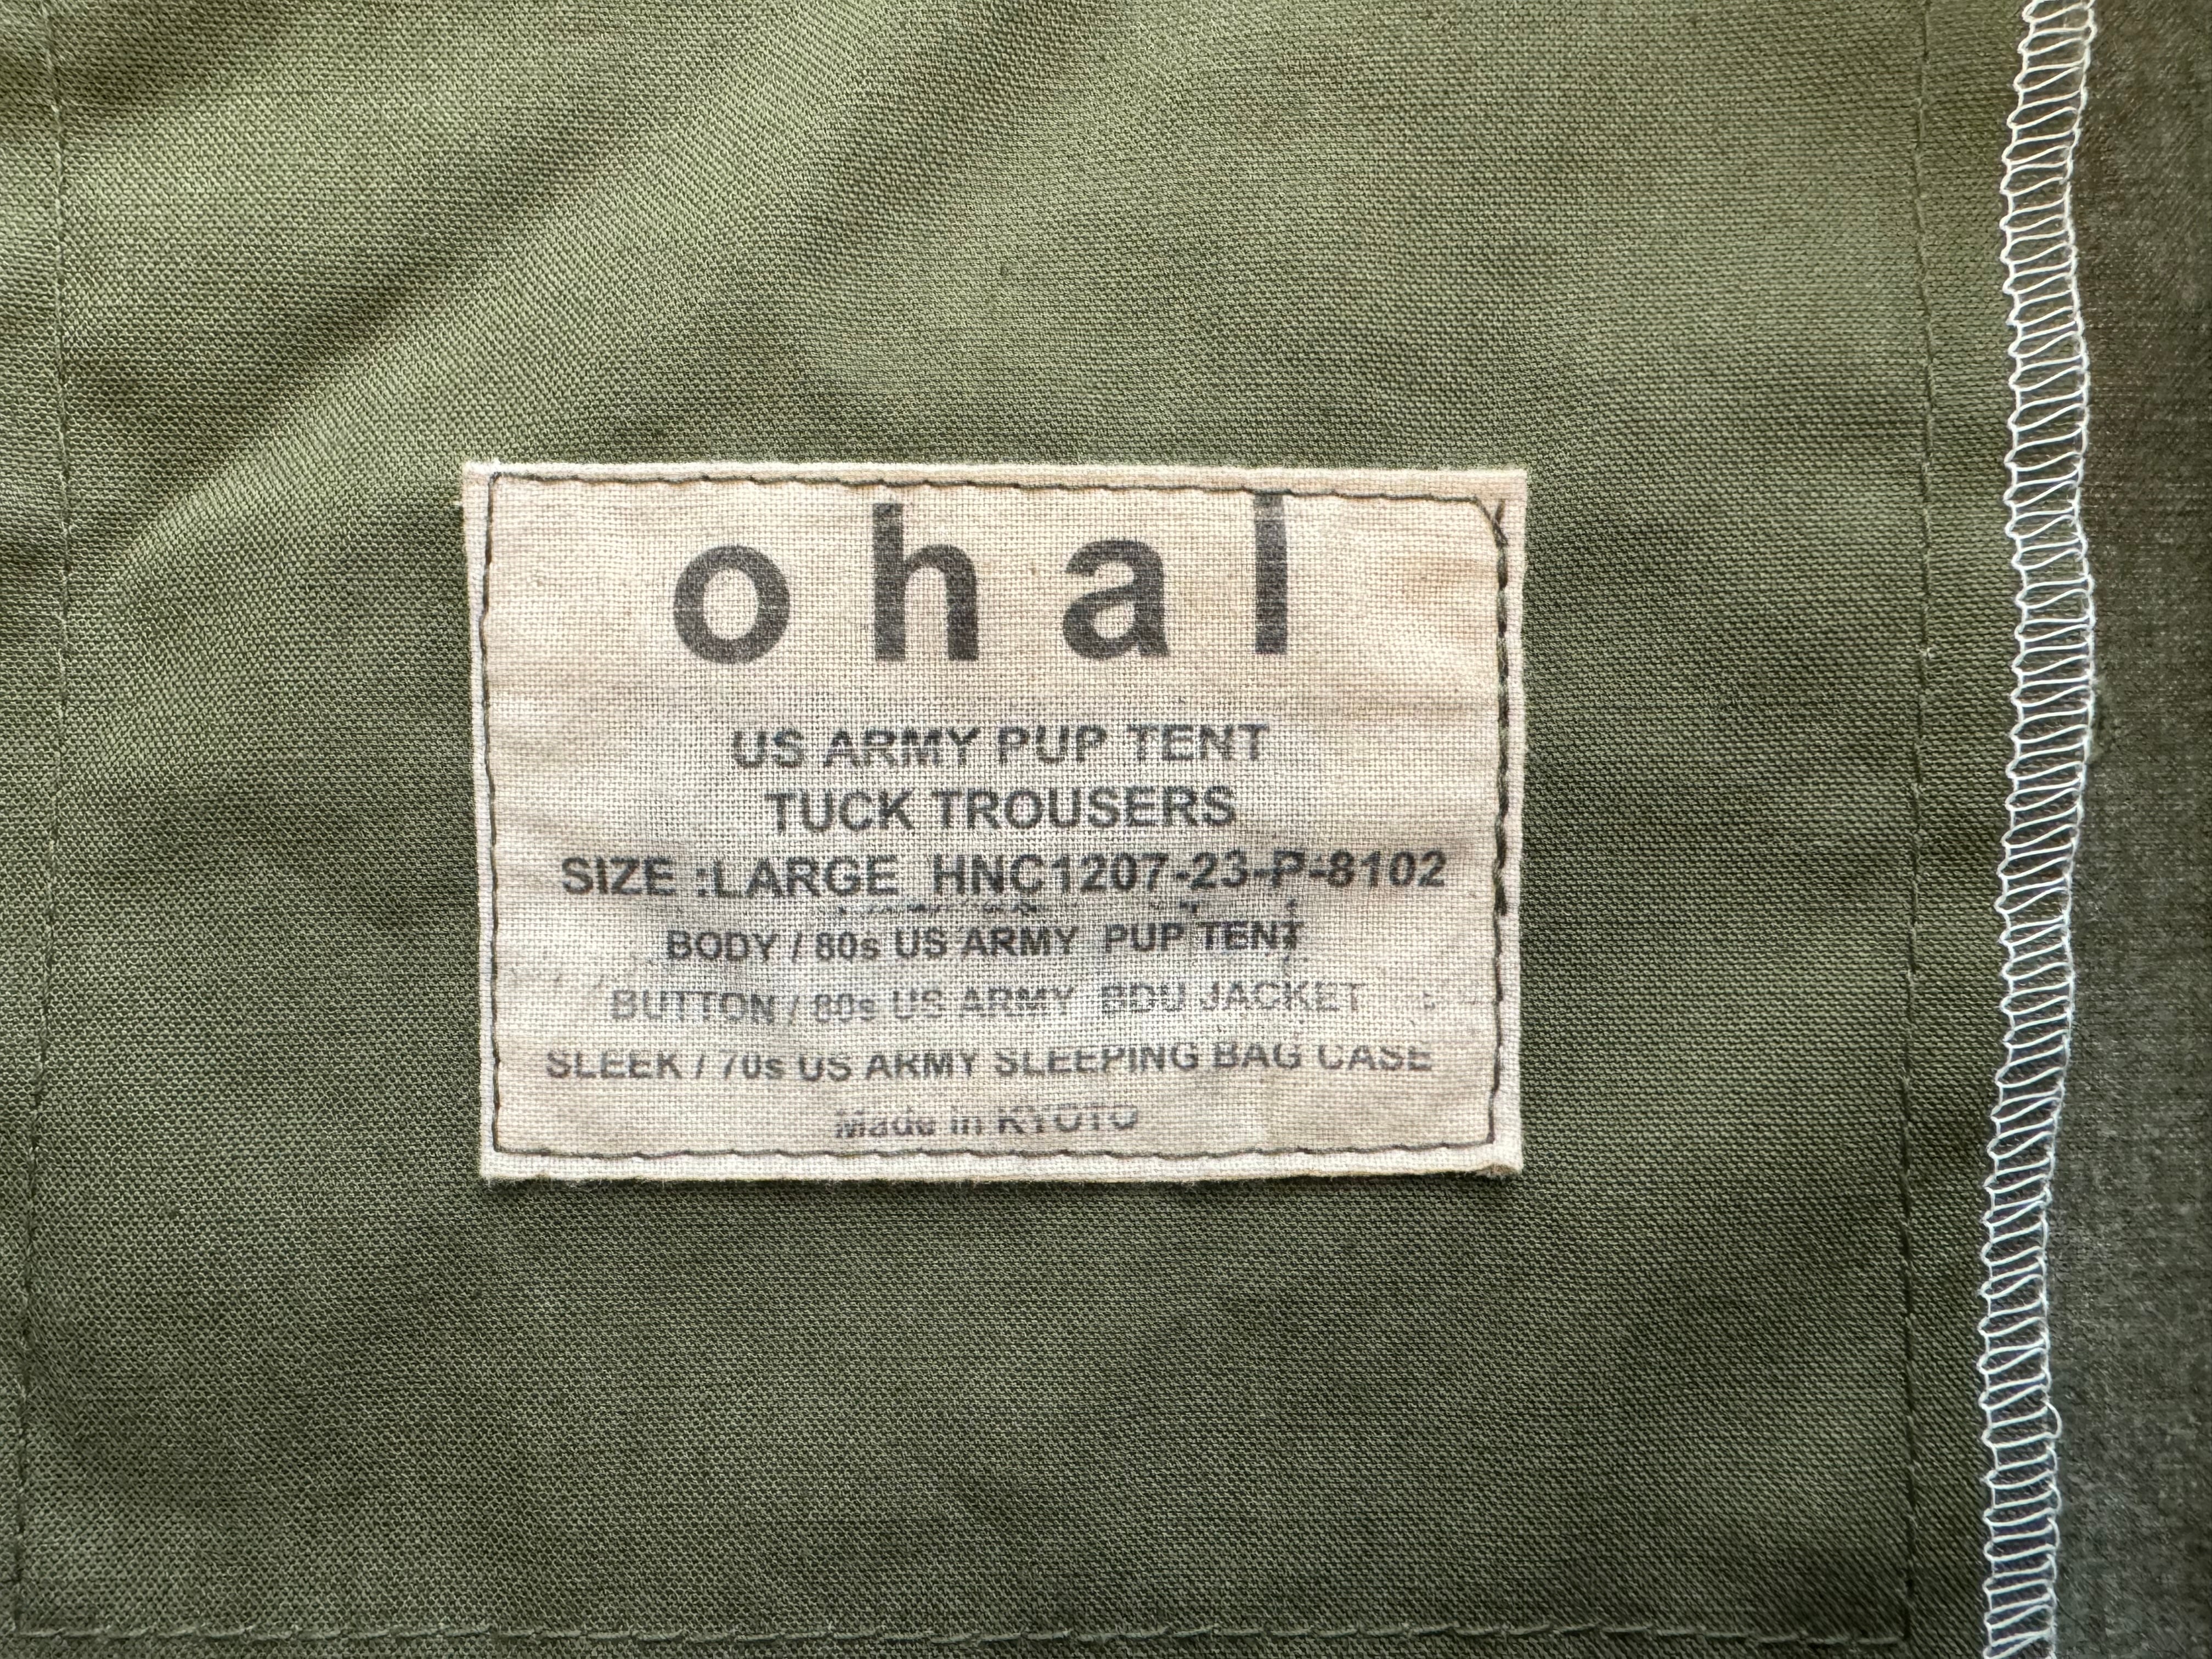 ohal
US ARMY PUP TENT
TUCK TROUSERS
SIZE :LARGE HNC1207-23-P-8102
BODY / 80s US ARMY PUP TENT
BUTTON / 80s US ARMY BDU JACKET
SLEEK / 70s US ARMY SLEEPING BAG CASE
Made in KYOTO